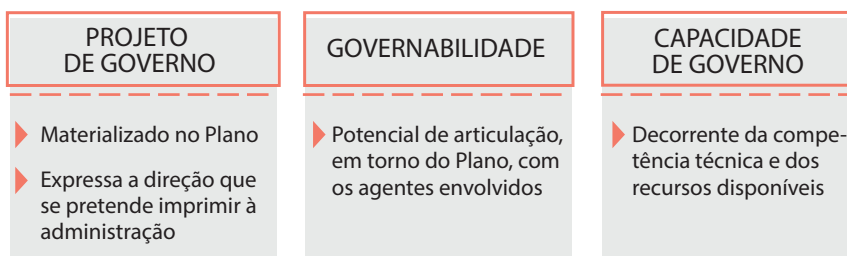 PROJETO
DE GOVERNO
Materializado no Plano
Expressa a direção que
se pretende imprimir à
administração
GOVERNABILIDADE
Potencial de articulação,
em torno do Plano, com
os agentes envolvidos
CAPACIDADE
DE GOVERNO
Decorrente da compe-
tência técnica e dos
recursos disponíveis